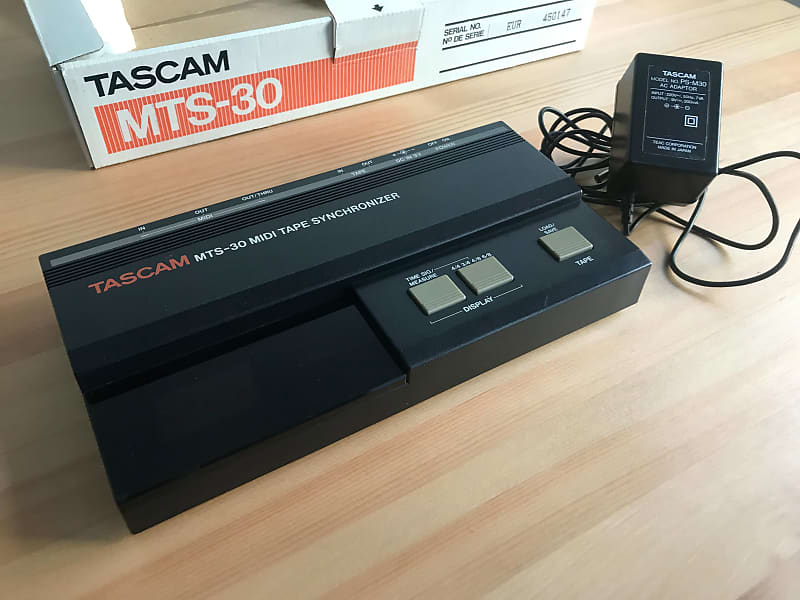 TASCAM
MTS-30
SERIAL NO.
Nº DE SERIE
EUR 450147
TASCAM
MODEL NO. PS-M30
AC ADAPTOR
TEAC CORPORATION
MADE IN JAPAN
IN OUT OUT/THRU
MIDI
IN OUT
TAPE
DC IN 9V
OFF ON
POWER
TASCAM MTS-30 MIDI TAPE SYNCHRONIZER
TIME SIG./
MEASURE
4/4 3/4 6/8
DISPLAY
LOAD/
SAVE
TAPE